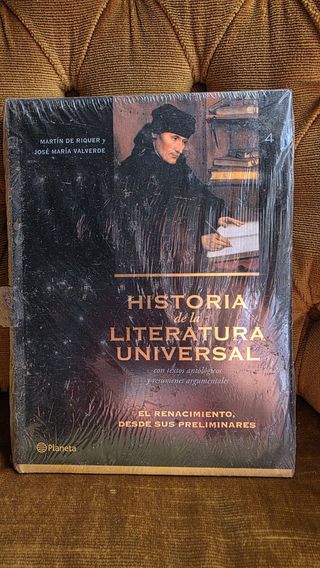 MARTÍN DE RIQUER y
JOSÉ MARÍA VALVERDE
4
HISTORIA
de la
LITERATURA
UNIVERSAL
con textos antológicos
y resúmenes argumentales
EL RENACIMIENTO,
DESDE SUS PRELIMINARES
Planeta